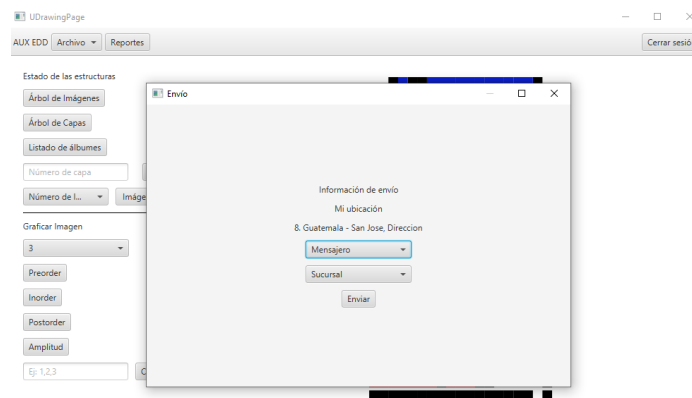 UDrawingPage
AUX EDD Archivo Reportes Cerrar sesió
Estado de las estructuras
Árbol de Imágenes
Árbol de Capas
Listado de álbumes
Número de capa
Número de I... Imáge
Graficar Imagen
3
Preorder
Inorder
Postorder
Amplitud
Ej: 1,2,3 C
Envío
Información de envío
Mi ubicación
8. Guatemala - San Jose, Direccion
Mensajero
Sucursal
Enviar